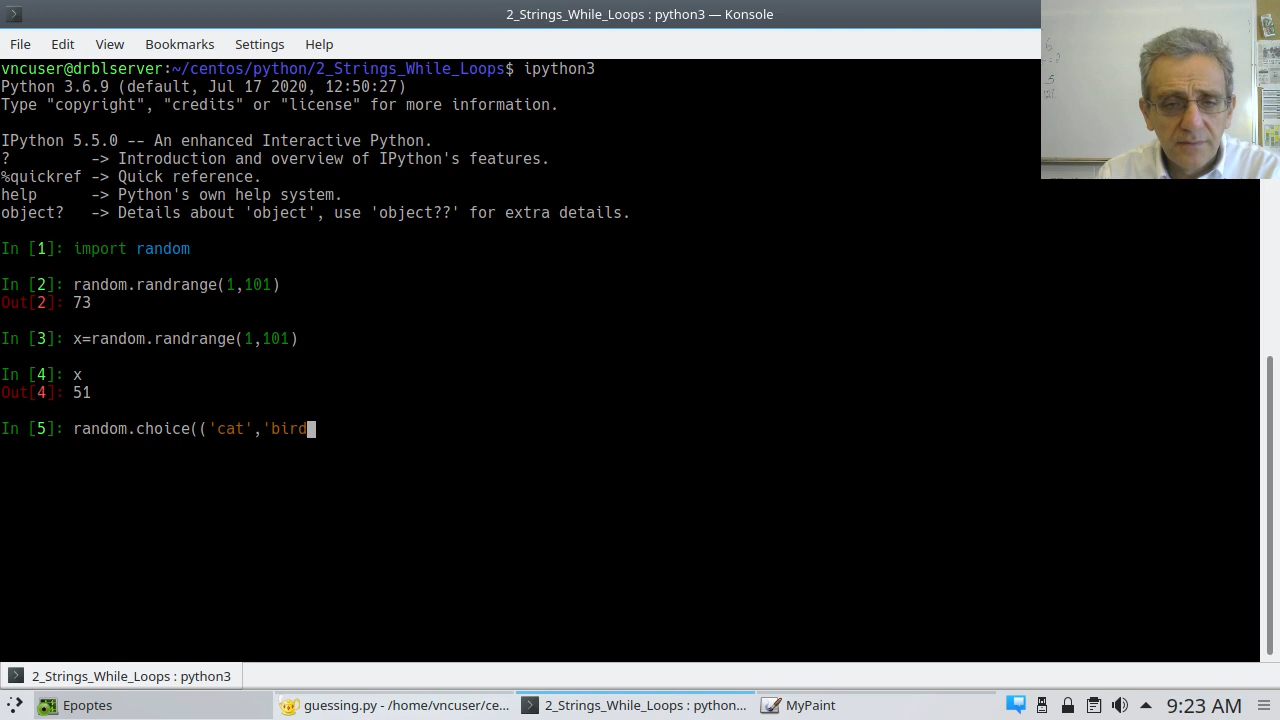 2_Strings_While_Loops : python3 — Konsole
File Edit View Bookmarks Settings Help
vncuser@drblserver:~/centos/python/2_Strings_While_Loops$ ipython3
Python 3.6.9 (default, Jul 17 2020, 12:50:27)
Type "copyright", "credits" or "license" for more information.
IPython 5.5.0 -- An enhanced Interactive Python.
? -> Introduction and overview of IPython's features.
%quickref -> Quick reference.
help -> Python's own help system.
object? -> Details about 'object', use 'object??' for extra details.
In [1]: import random
In [2]: random.randrange(1,101)
Out[2]: 73
In [3]: x=random.randrange(1,101)
In [4]: x
Out[4]: 51
In [5]: random.choice(('cat','bird
2_Strings_While_Loops : python3
Epoptes
guessing.py - /home/vncuser/ce...
2_Strings_While_Loops : python...
MyPaint
9:23 AM